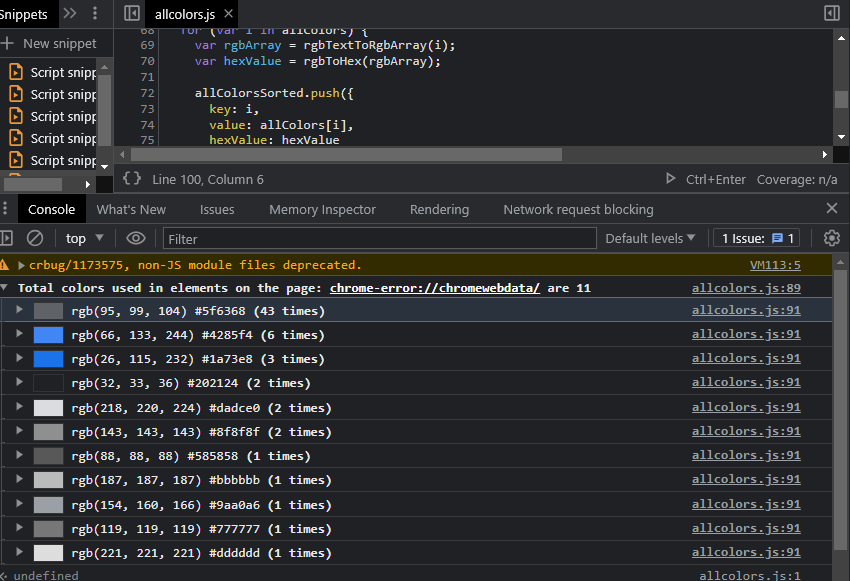 Snippets
allcolors.js
New snippet
Script snipp
Script snipp
Script snipp
Script snipp
Script snipp
68 for (var i in allColors) {
69 var rgbArray = rgbTextToRgbArray(i);
70 var hexValue = rgbToHex(rgbArray);
71
72 allColorsSorted.push({
73 key: i,
74 value: allColors[i],
75 hexValue: hexValue
{} Line 100, Column 6 Ctrl+Enter Coverage: n/a
Console What's New Issues Memory Inspector Rendering Network request blocking
top Filter Default levels 1 Issue: 1
crbug/1173575, non-JS module files deprecated. VM113:5
Total colors used in elements on the page: chrome-error://chromewebdata/ are 11 allcolors.js:89
rgb(95, 99, 104) #5f6368 (43 times) allcolors.js:91
rgb(66, 133, 244) #4285f4 (6 times) allcolors.js:91
rgb(26, 115, 232) #1a73e8 (3 times) allcolors.js:91
rgb(32, 33, 36) #202124 (2 times) allcolors.js:91
rgb(218, 220, 224) #dadce0 (2 times) allcolors.js:91
rgb(143, 143, 143) #8f8f8f (2 times) allcolors.js:91
rgb(88, 88, 88) #585858 (1 times) allcolors.js:91
rgb(187, 187, 187) #bbbbbb (1 times) allcolors.js:91
rgb(154, 160, 166) #9aa0a6 (1 times) allcolors.js:91
rgb(119, 119, 119) #777777 (1 times) allcolors.js:91
rgb(221, 221, 221) #dddddd (1 times) allcolors.js:91
undefined allcolors.js:1